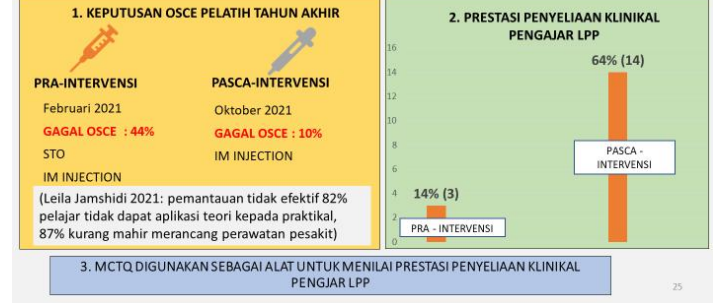 1. KEPUTUSAN OSCE PELATIH TAHUN AKHIR
PRA-INTERVENSI
Februari 2021
GAGAL OSCE : 44%
STO
IM INJECTION
PASCA-INTERVENSI
Oktober 2021
GAGAL OSCE : 10%
IM INJECTION
(Leila Jamshidi 2021: pemantauan tidak efektif 82%
pelajar tidak dapat aplikasi teori kepada praktikal,
87% kurang mahir merancang perawatan pesakit)
2. PRESTASI PENYELIAAN KLINIKAL
PENGAJAR LPP
16
14
12
10
8
6
4
2
0
14% (3)
PRA - INTERVENSI
64% (14)
PASCA -
INTERVENSI
3. MCTQ DIGUNAKAN SEBAGAI ALAT UNTUK MENILAI PRESTASI PENYELIAAN KLINIKAL
PENGJAR LPP
25